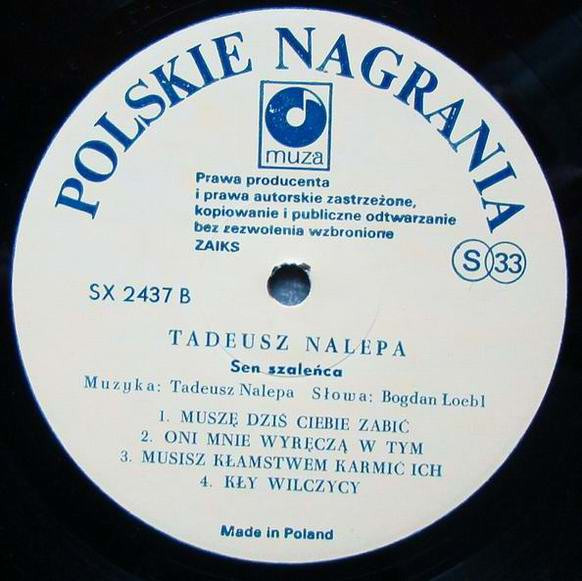 POLSKIE NAGRANIA
muza
Prawa producenta
i prawa autorskie zastrzeżone,
kopiowanie i publiczne odtwarzanie
bez zezwolenia wzbronione
ZAIKS
S 33
SX 2437 B
TADEUSZ NALEPA
Sen szaleńca
Muzyka: Tadeusz Nalepa Słowa: Bogdan Loebl
1. MUSZĘ DZIŚ CIEBIE ZABIĆ
2. ONI MNIE WYRĘCZĄ W TYM
3. MUSISZ KŁAMSTWEM KARMIĆ ICH
4. KŁY WILCZYCY
Made in Poland